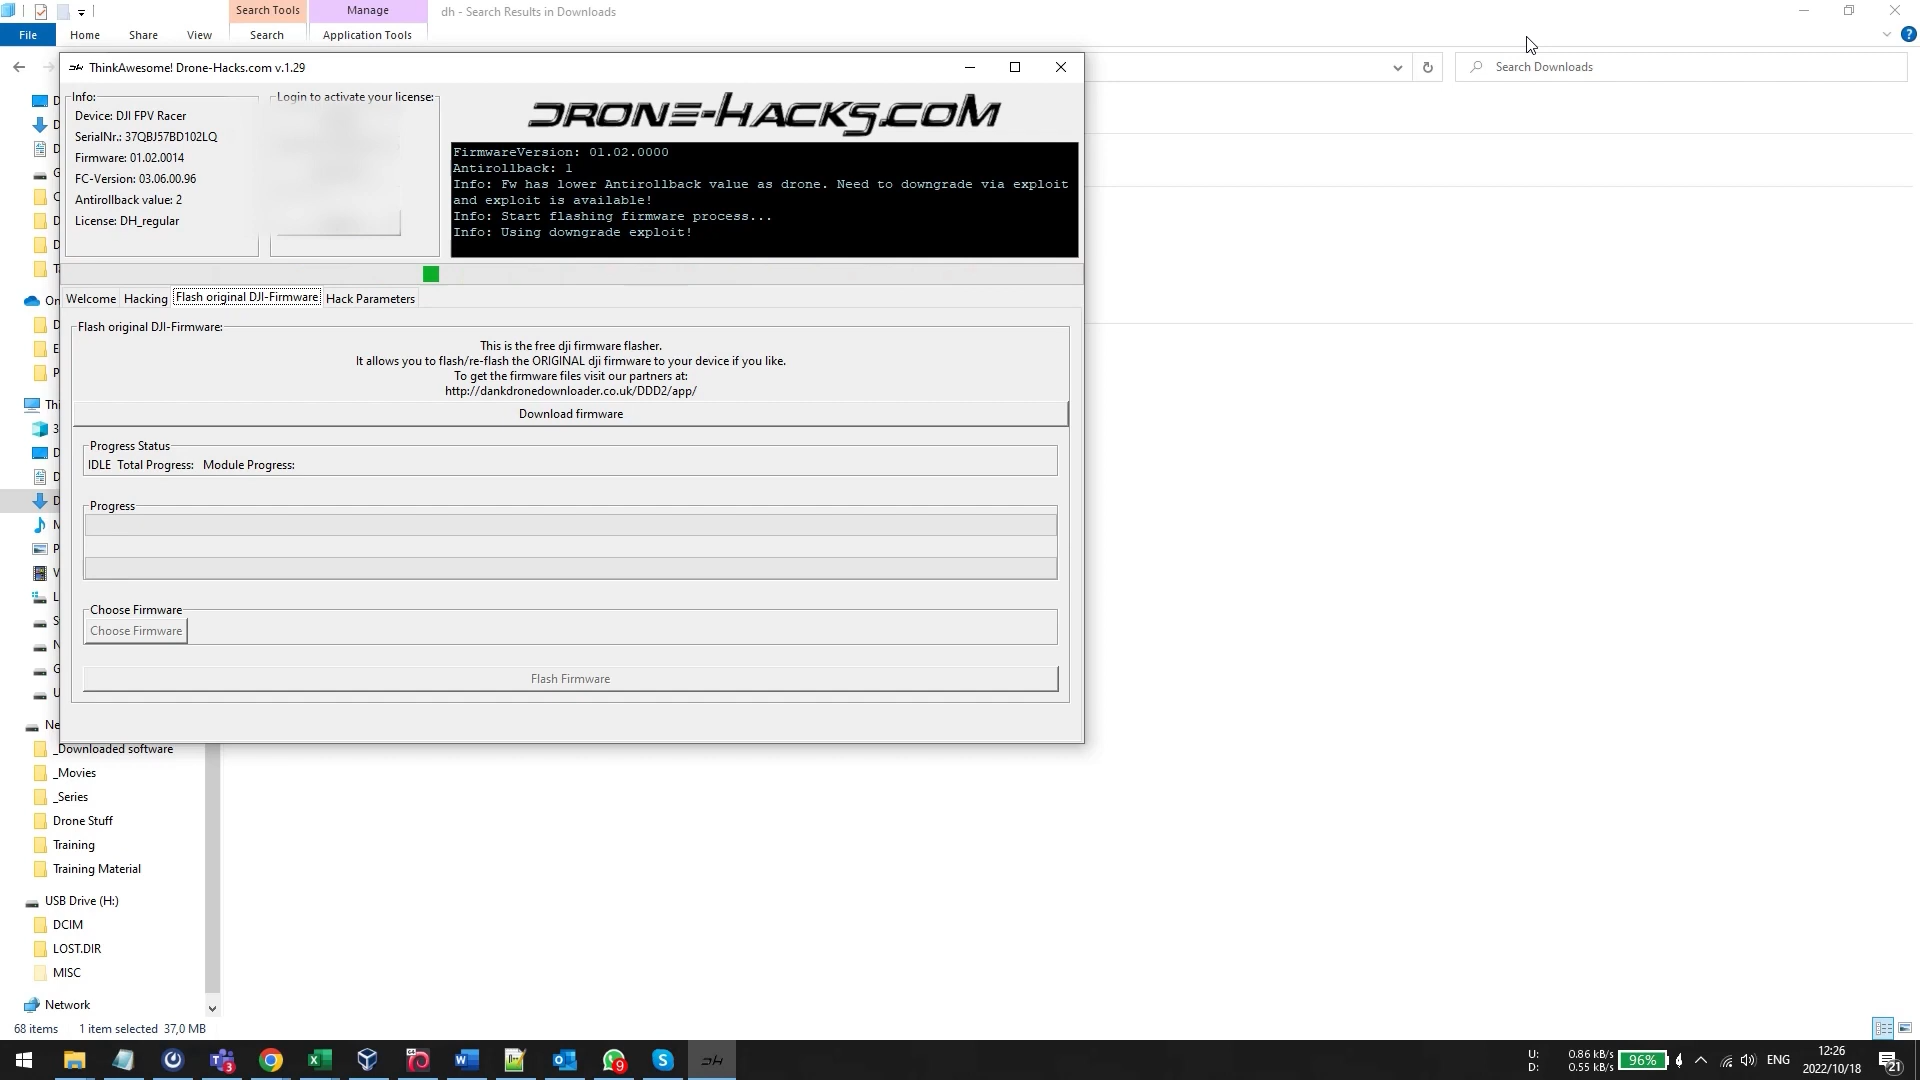 Search Tools
Manage
dh - Search Results in Downloads
File
Home
Share
View
Search
Application Tools
ThinkAwesome! Drone-Hacks.com v.1.29
Search Downloads
Info:
Device: DJI FPV Racer
SerialNr.: 37QBJ57BD102LQ
Firmware: 01.02.0014
FC-Version: 03.06.00.96
Antirollback value: 2
License: DH_regular
Login to activate your license:
DRONE-HACKS.COM
FirmwareVersion: 01.02.0000
Antirollback: 1
Info: Fw has lower Antirollback value as drone. Need to downgrade via exploit
and exploit is available!
Info: Start flashing firmware process...
Info: Using downgrade exploit!
Welcome
Hacking
Flash original DJI-Firmware
Hack Parameters
Flash original DJI-Firmware:
This is the free dji firmware flasher.
It allows you to flash/re-flash the ORIGINAL dji firmware to your device if you like.
To get the firmware files visit our partners at:
http://dankdronedownloader.co.uk/DDD2/app/
Download firmware
Progress Status
IDLE Total Progress: Module Progress:
Progress
Choose Firmware
Choose Firmware
Flash Firmware
_Downloaded software
_Movies
_Series
Drone Stuff
Training
Training Material
USB Drive (H:)
DCIM
LOST.DIR
MISC
Network
68 items
1 item selected 37,0 MB
U: 0.86 kB/s
D: 0.55 kB/s
96%
ENG
12:26
2022/10/18
21
3
9